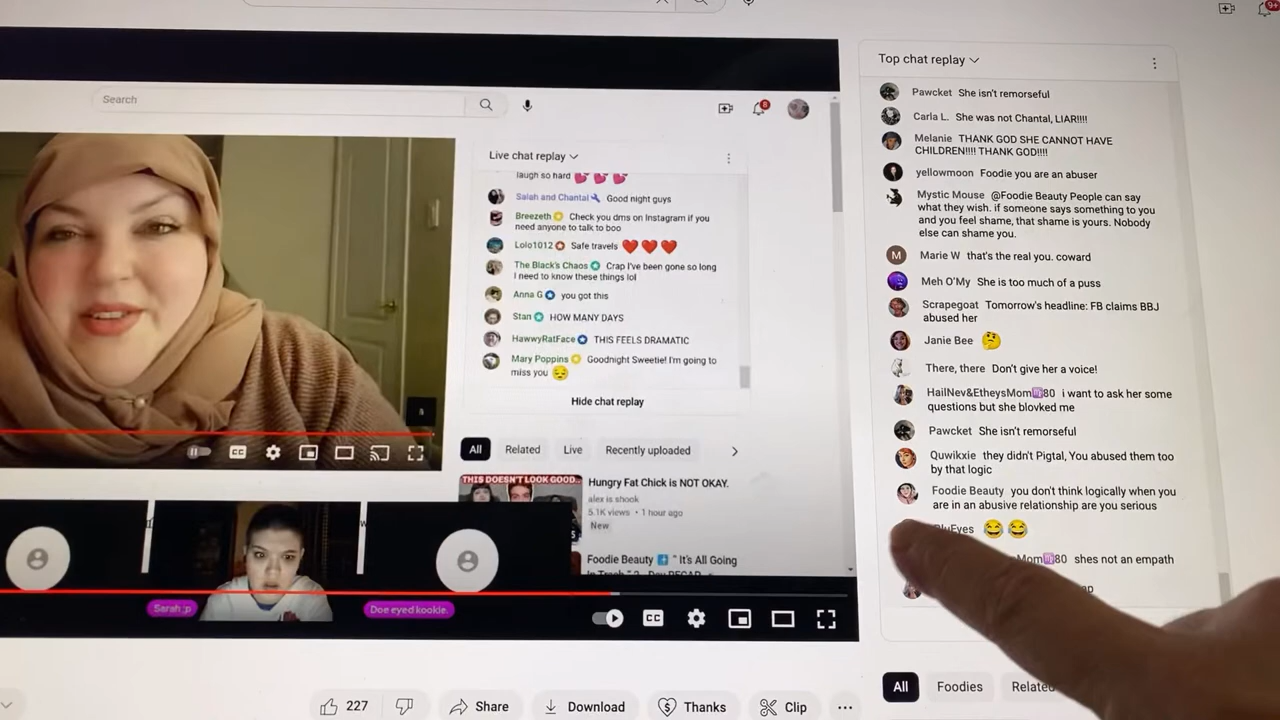 9+
Top chat replay
Pawcket She isn't remorseful
Carla L. She was not Chantal, LIAR!!!!
Melanie THANK GOD SHE CANNOT HAVE
CHILDREN!!!! THANK GOD!!!!
yellowmoon Foodie you are an abuser
Mystic Mouse @Foodie Beauty People can say
what they wish. if someone says something to you
and you feel shame, that shame is yours. Nobody
else can shame you.
M Marie W that's the real you. coward
Meh O'My She is too much of a puss
Scrapegoat Tomorrow's headline: FB claims BBJ
abused her
Janie Bee 🤔
There, there Don't give her a voice!
HailNev&EtheysMom♍80 i want to ask her some
questions but she blovked me
Pawcket She isn't remorseful
Quwikxie they didn't Pigtal, You abused them too
by that logic
Foodie Beauty you don't think logically when you
are in an abusive relationship are you serious
😂😂
Mom♍80 shes not an empath
All Foodies
Search
8
Live chat replay
laugh so hard 💕💕💕
Salah and Chantal Good night guys
Breezeth Check you dms on Instagram if you
need anyone to talk to boo
Lolo1012 Safe travels ❤️❤️❤️
The Black's Chaos Crap I've been gone so long
I need to know these things lol
Anna G you got this
Stan HOW MANY DAYS
HawwyRatFace THIS FEELS DRAMATIC
Mary Poppins Goodnight Sweetie! I'm going to
miss you 😔
Hide chat replay
All Related Live Recently uploaded
THIS DOESN'T LOOK GOOD...
Hungry Fat Chick is NOT OKAY.
alex is shook
5.1K views • 1 hour ago
New
Foodie Beauty "It's All Going
CC
Sarah ;p
Doe eyed kookie.
CC
227 Share Download Thanks Clip